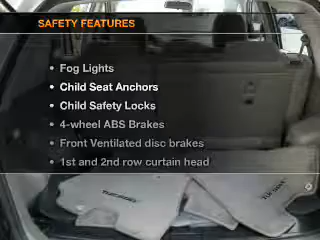 SAFETY FEATURES
• Fog Lights
• Child Seat Anchors
• Child Safety Locks
• 4-wheel ABS Brakes
• Front Ventilated disc brakes
• 1st and 2nd row curtain head